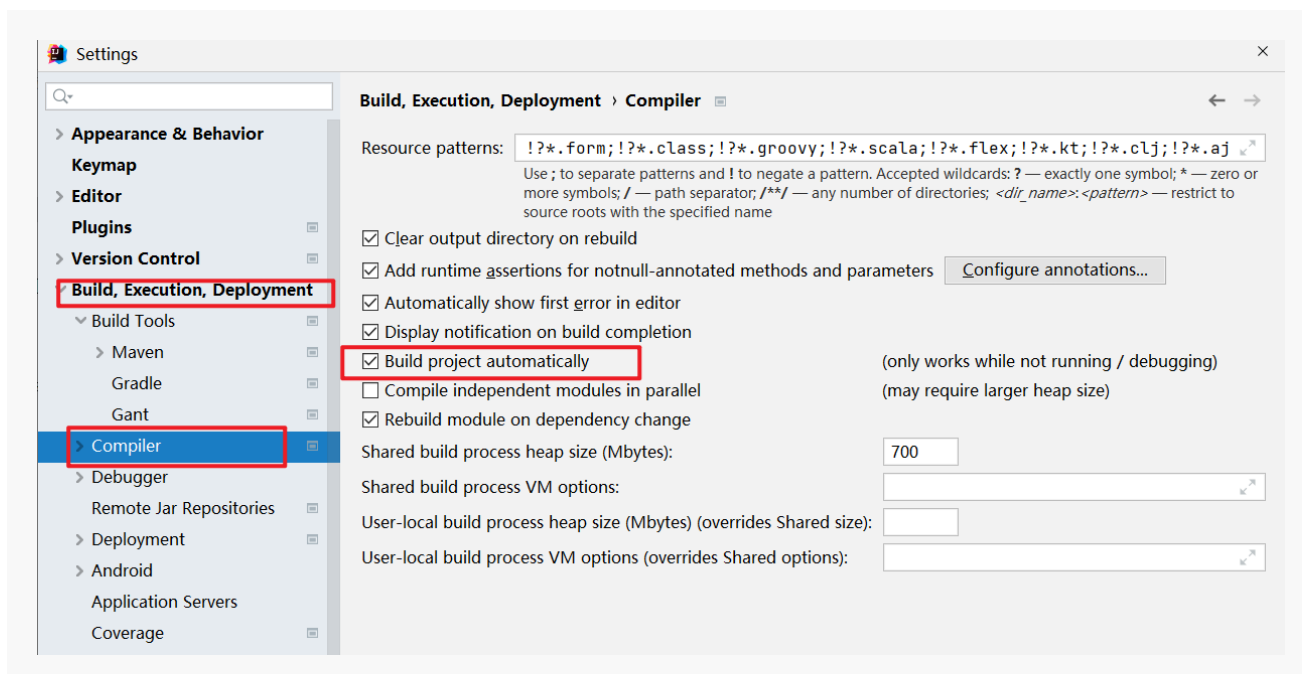 Settings
Appearance & Behavior
Keymap
Editor
Plugins
Version Control
Build, Execution, Deployment
Build Tools
Maven
Gradle
Gant
Compiler
Debugger
Remote Jar Repositories
Deployment
Android
Application Servers
Coverage
Build, Execution, Deployment › Compiler
Resource patterns: !?*.form;!?*.class;!?*.groovy;!?*.scala;!?*.flex;!?*.kt;!?*.clj;!?*.aj
Use ; to separate patterns and ! to negate a pattern. Accepted wildcards: ? — exactly one symbol; * — zero or
more symbols; / — path separator; /**/ — any number of directories; <dir_name>:<pattern> — restrict to
source roots with the specified name
Clear output directory on rebuild
Add runtime assertions for notnull-annotated methods and parameters Configure annotations...
Automatically show first error in editor
Display notification on build completion
Build project automatically (only works while not running / debugging)
Compile independent modules in parallel (may require larger heap size)
Rebuild module on dependency change
Shared build process heap size (Mbytes): 700
Shared build process VM options:
User-local build process heap size (Mbytes) (overrides Shared size):
User-local build process VM options (overrides Shared options):